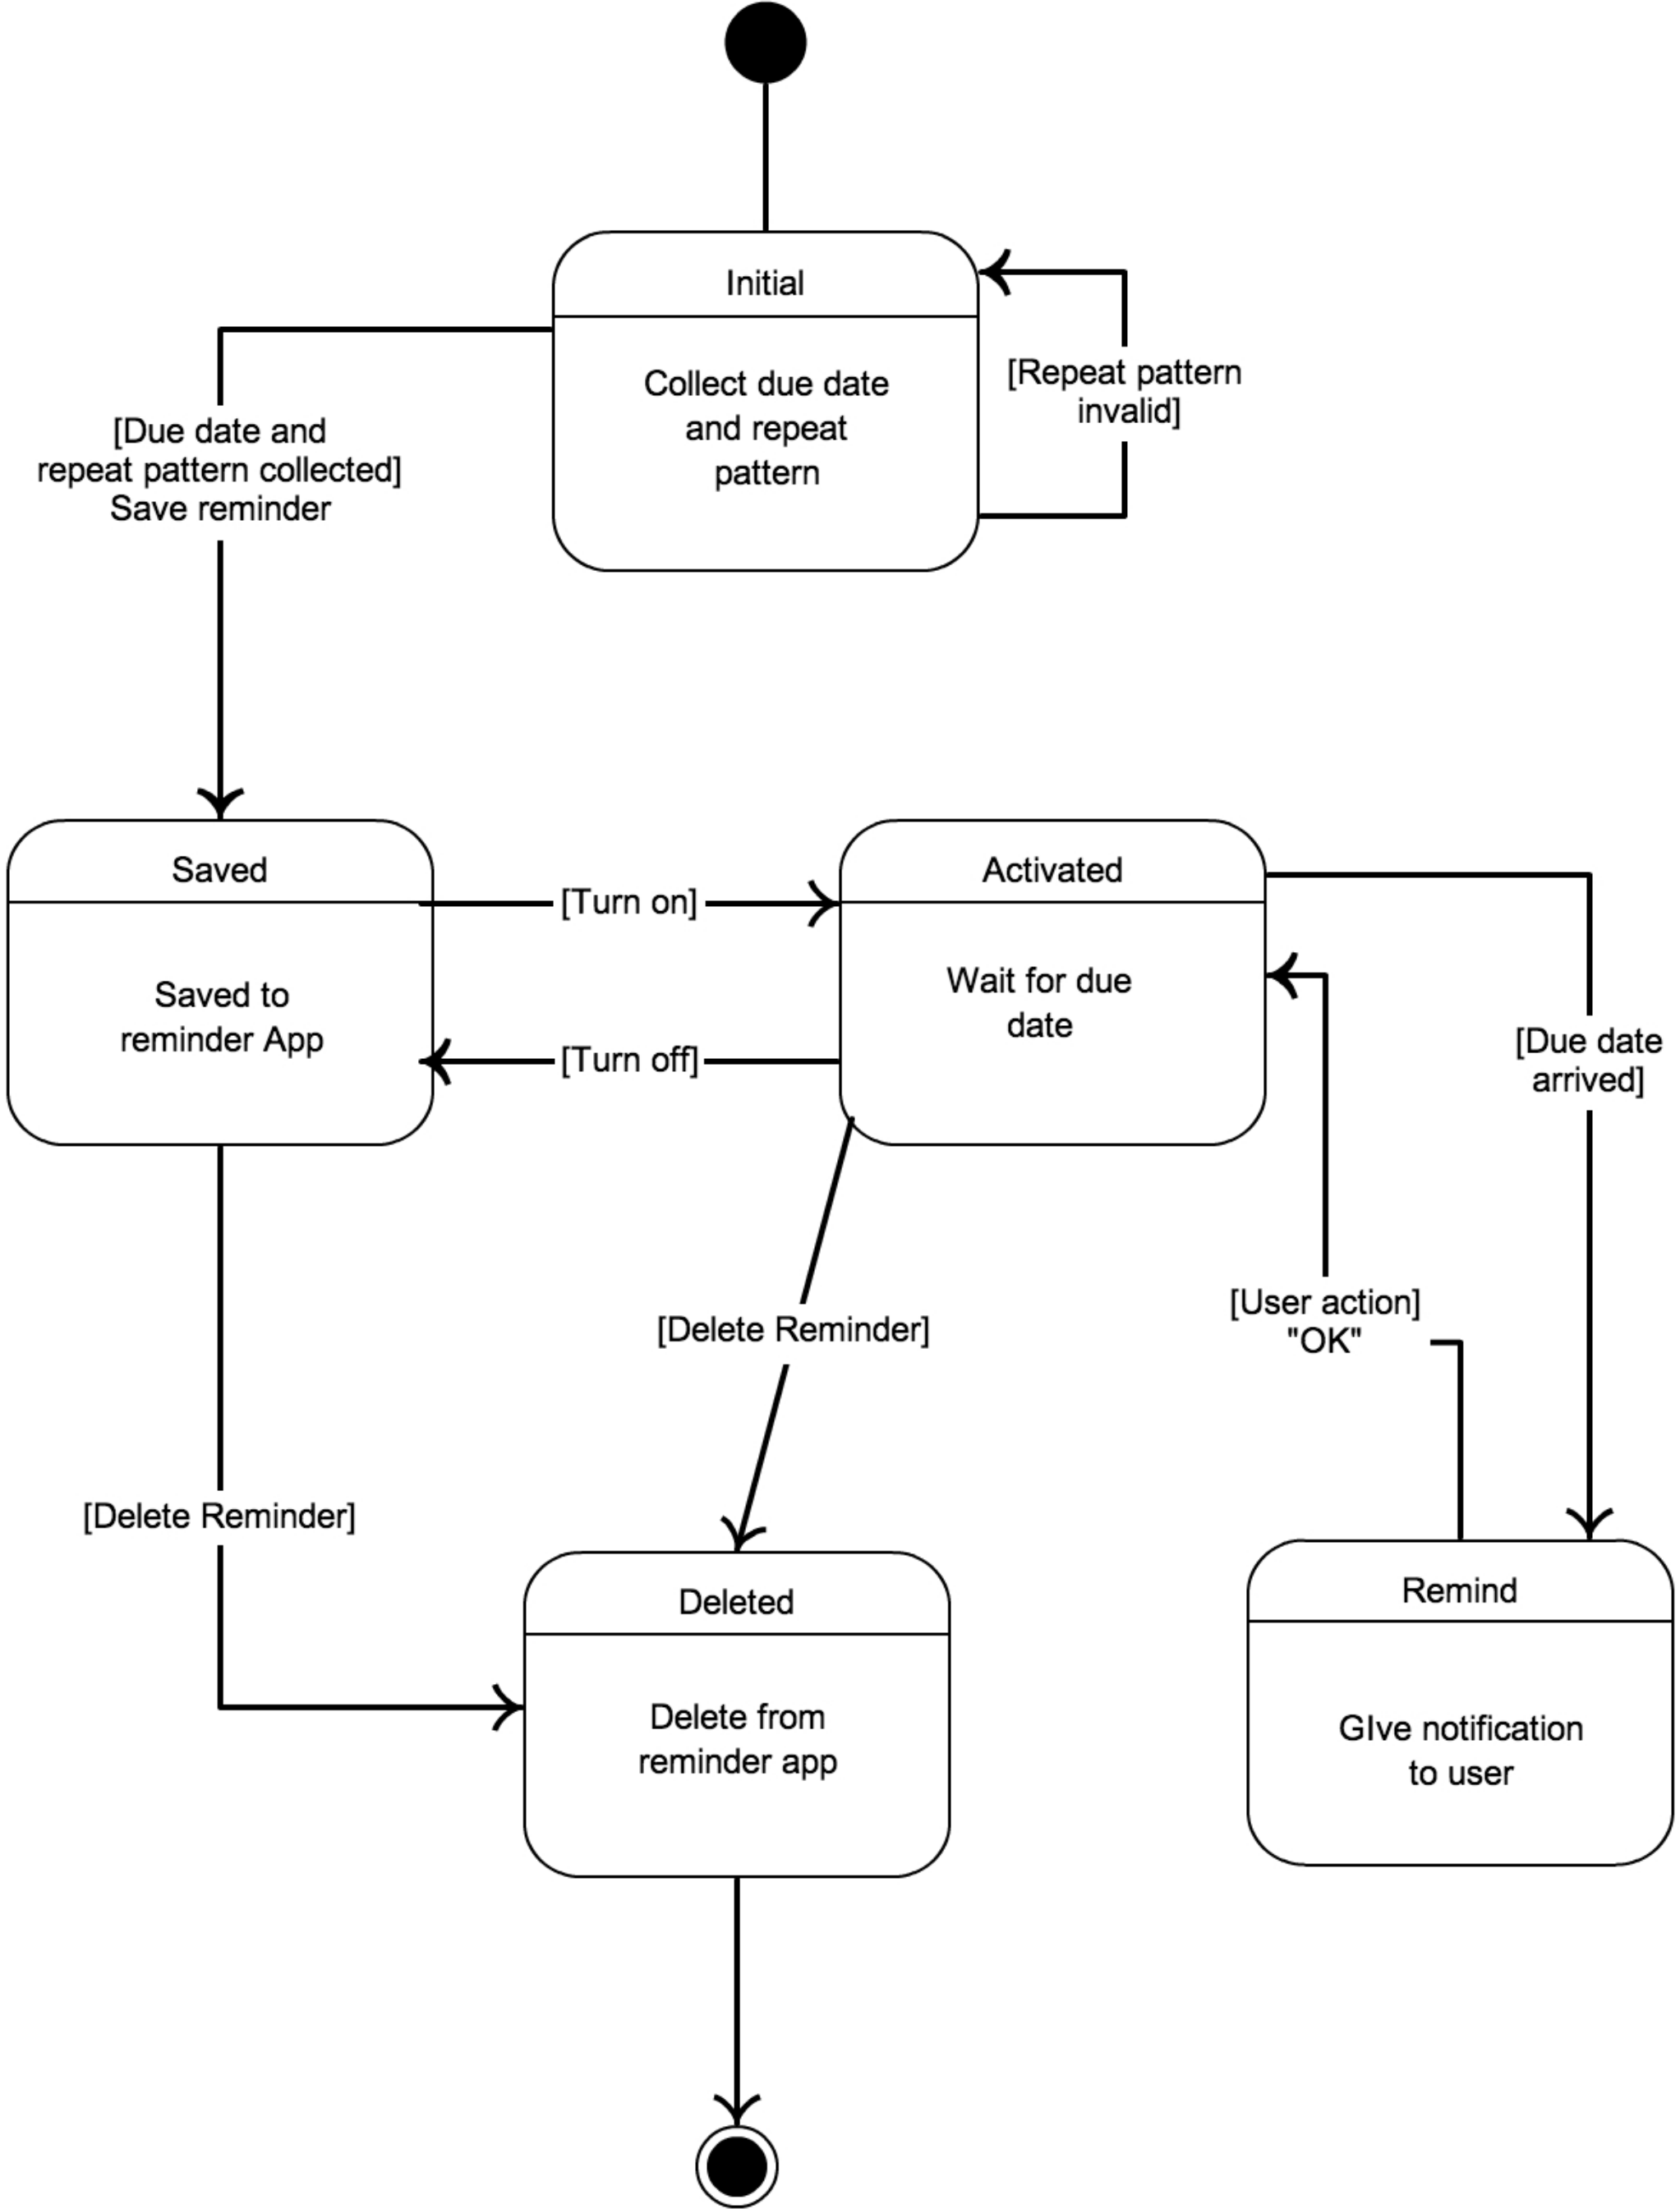 Initial
Collect due date
and repeat
pattern
[Repeat pattern
invalid]
[Due date and
repeat pattern collected]
Save reminder
Saved
Saved to
reminder App
[Turn on]
[Turn off]
Activated
Wait for due
date
[Due date
arrived]
[User action]
"OK"
[Delete Reminder]
[Delete Reminder]
Deleted
Delete from
reminder app
Remind
GIve notification
to user